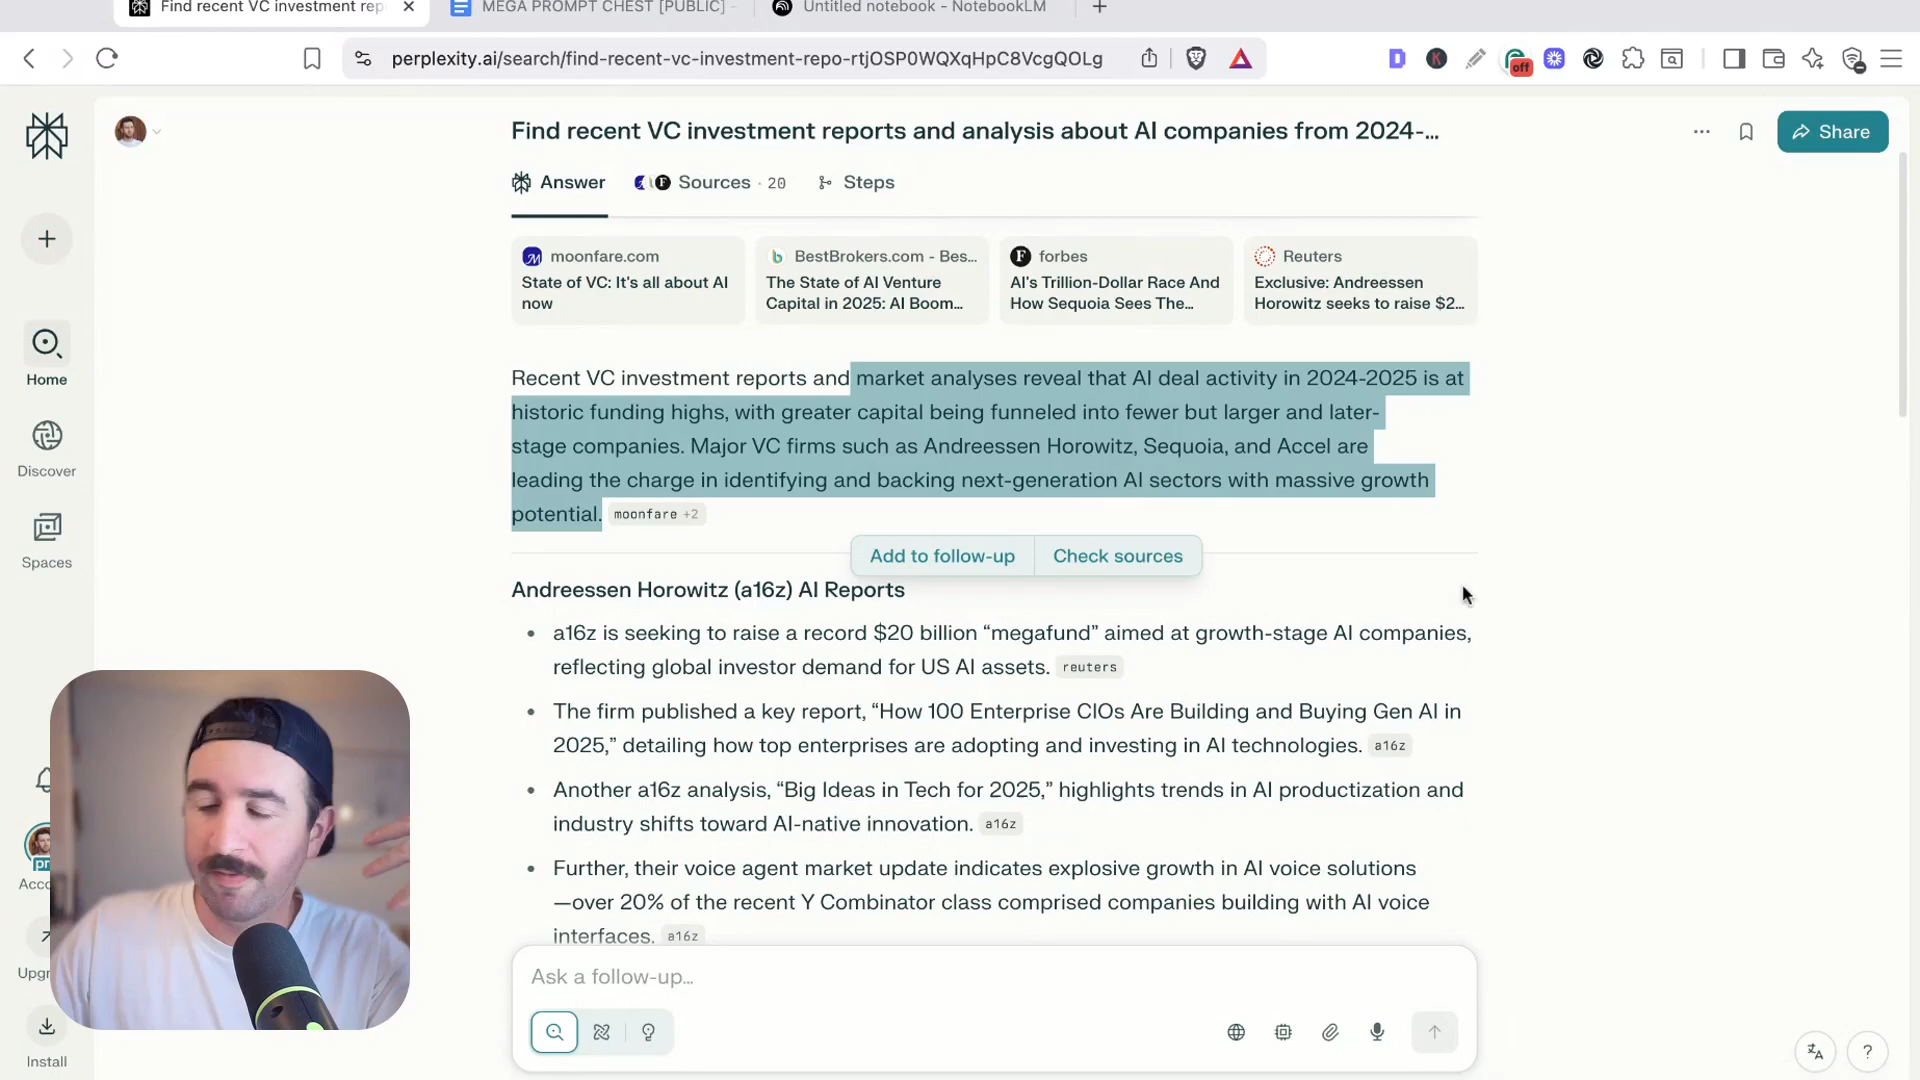 Find recent VC investment rep
MEGA PROMPT CHEST [PUBLIC] -
Untitled notebook - NotebookLM
perplexity.ai/search/find-recent-vc-investment-repo-rtjOSP0WQXqHpC8VcgQOLg
off
Find recent VC investment reports and analysis about AI companies from 2024-...
Share
Answer
Sources · 20
Steps
moonfare.com
State of VC: It's all about AI
now
BestBrokers.com - Bes...
The State of AI Venture
Capital in 2025: AI Boom...
forbes
AI's Trillion-Dollar Race And
How Sequoia Sees The...
Reuters
Exclusive: Andreessen
Horowitz seeks to raise $2...
Home
Discover
Spaces
Recent VC investment reports and market analyses reveal that AI deal activity in 2024-2025 is at
historic funding highs, with greater capital being funneled into fewer but larger and later-
stage companies. Major VC firms such as Andreessen Horowitz, Sequoia, and Accel are
leading the charge in identifying and backing next-generation AI sectors with massive growth
potential. moonfare +2
Add to follow-up
Check sources
Andreessen Horowitz (a16z) AI Reports
• a16z is seeking to raise a record $20 billion “megafund” aimed at growth-stage AI companies,
reflecting global investor demand for US AI assets. reuters
• The firm published a key report, “How 100 Enterprise CIOs Are Building and Buying Gen AI in
2025,” detailing how top enterprises are adopting and investing in AI technologies. a16z
• Another a16z analysis, “Big Ideas in Tech for 2025,” highlights trends in AI productization and
industry shifts toward AI-native innovation. a16z
• Further, their voice agent market update indicates explosive growth in AI voice solutions
—over 20% of the recent Y Combinator class comprised companies building with AI voice
interfaces. a16z
Ask a follow-up...
pr
Acco
Upgr
Install
?